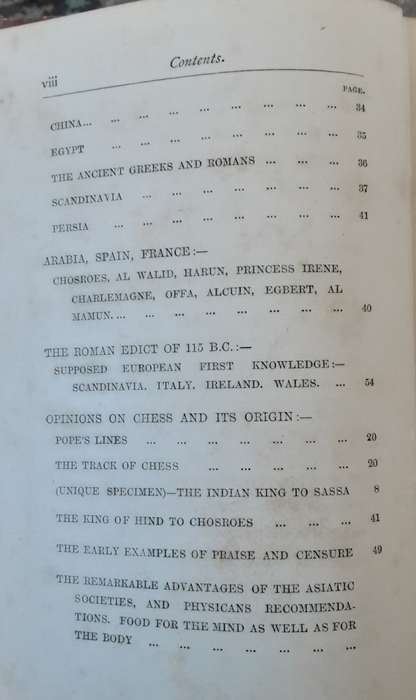 viii
Contents.
PAGE.
CHINA... ... ... ... ... ... ... ... 34
EGYPT ... ... ... ... ... ... ... 35
THE ANCIENT GREEKS AND ROMANS ... ... ... 36
SCANDINAVIA ... ... ... ... ... ... ... 37
PERSIA ... ... ... ... ... ... ... ... 41
ARABIA, SPAIN, FRANCE:—
CHOSROES, AL WALID, HARUN, PRINCESS IRENE,
CHARLEMAGNE, OFFA, ALCUIN, EGBERT, AL
MAMUN.... ... ... ... ... ... ... ... 40
THE ROMAN EDICT OF 115 B.C.:—
SUPPOSED EUROPEAN FIRST KNOWLEDGE:—
SCANDINAVIA. ITALY. IRELAND. WALES. ... 54
OPINIONS ON CHESS AND ITS ORIGIN:—
POPE'S LINES ... ... ... ... ... ... 20
THE TRACK OF CHESS ... ... ... ... 20
(UNIQUE SPECIMEN)—THE INDIAN KING TO SASSA 8
THE KING OF HIND TO CHOSROES ... ... ... 41
THE EARLY EXAMPLES OF PRAISE AND CENSURE 49
THE REMARKABLE ADVANTAGES OF THE ASIATIC
SOCIETIES, AND PHYSICANS RECOMMENDA-
TIONS. FOOD FOR THE MIND AS WELL AS FOR
THE BODY ... ... ... ... ... ... ...